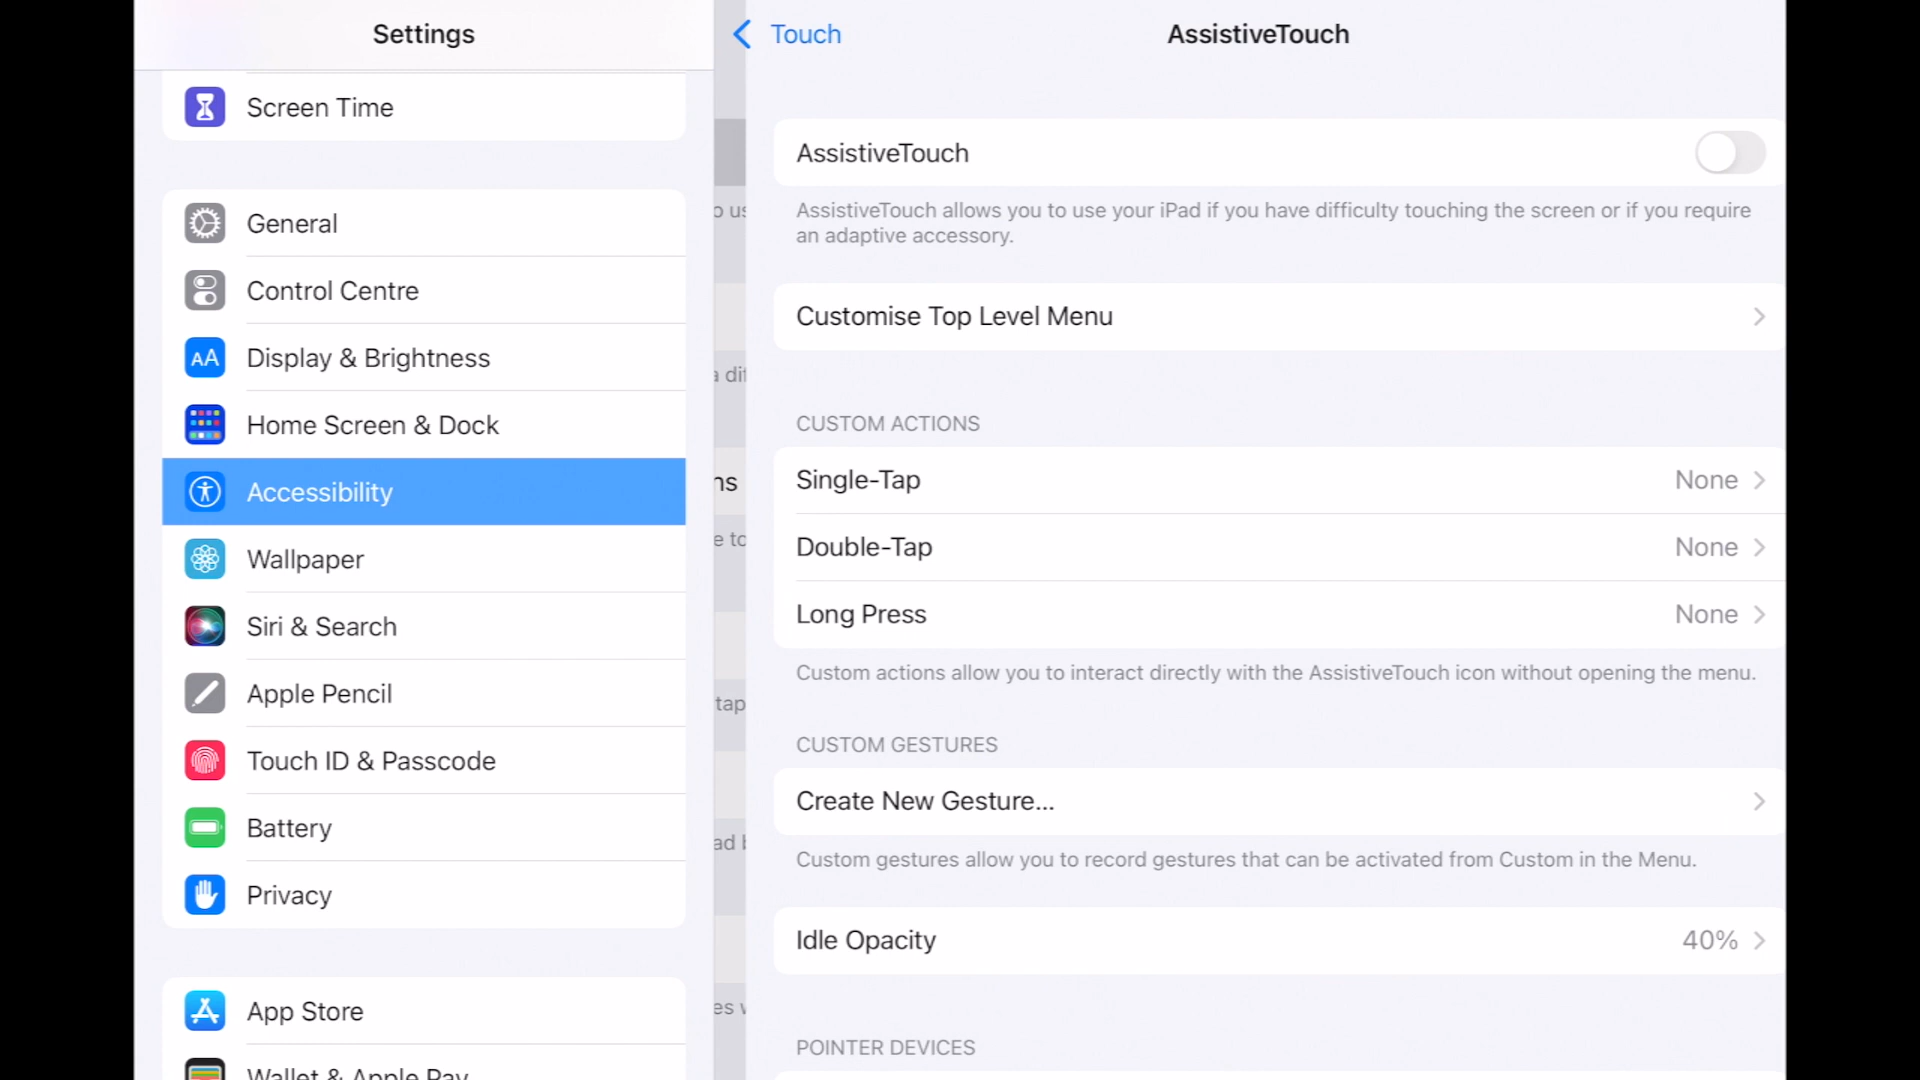 Settings
Screen Time
General
Control Centre
AA Display & Brightness
Home Screen & Dock
Accessibility
Wallpaper
Siri & Search
Apple Pencil
Touch ID & Passcode
Battery
Privacy
App Store
Wallet & Apple Pay
Touch
AssistiveTouch
AssistiveTouch
AssistiveTouch allows you to use your iPad if you have difficulty touching the screen or if you require
an adaptive accessory.
Customise Top Level Menu
CUSTOM ACTIONS
Single-Tap None
Double-Tap None
Long Press None
Custom actions allow you to interact directly with the AssistiveTouch icon without opening the menu.
CUSTOM GESTURES
Create New Gesture...
Custom gestures allow you to record gestures that can be activated from Custom in the Menu.
Idle Opacity 40%
POINTER DEVICES